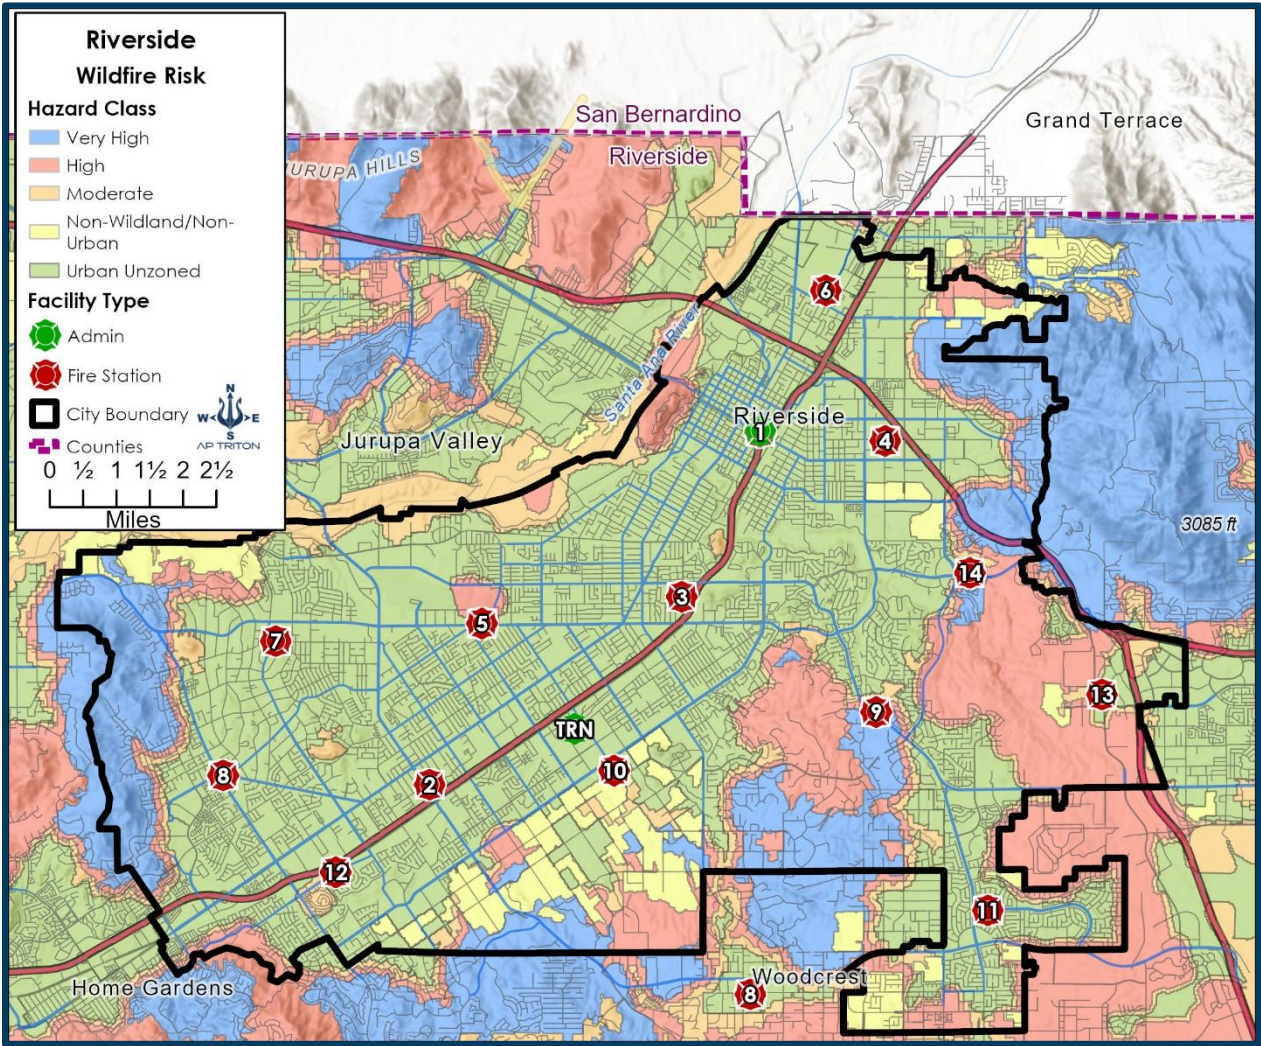 Riverside
Wildfire Risk
Hazard Class
Very High
High
Moderate
Non-Wildland/Non-
Urban
Urban Unzoned
Facility Type
Admin
Fire Station
City Boundary
N
W E
S
AP TRITON
Counties
0 ½ 1 1½ 2 2½
Miles
San Bernardino
Riverside
Grand Terrace
JURUPA HILLS
6
Santa Ana River
Riverside
1
4
Jurupa Valley
3085 ft
14
3
5
7
13
9
TRN
10
8
2
12
11
Woodcrest
8
Home Gardens